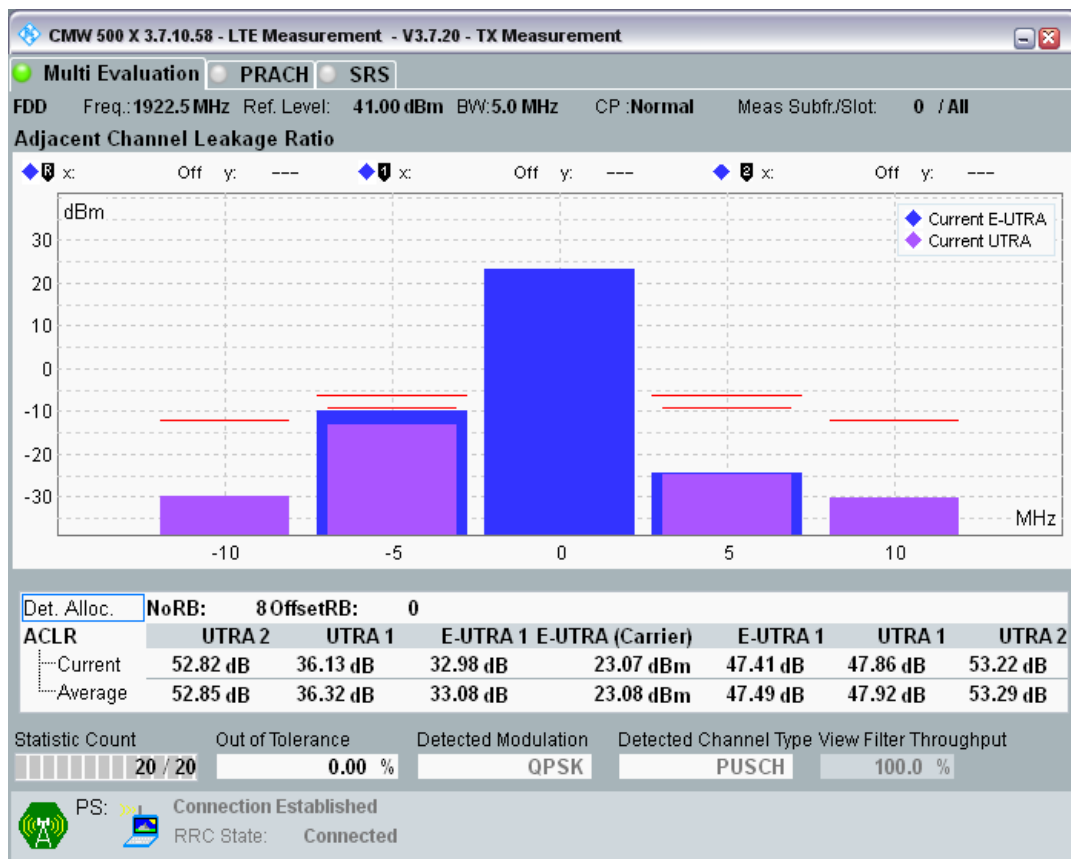 CMW 500 X 3.7.10.58 - LTE Measurement - V3.7.20 - TX Measurement
Multi Evaluation PRACH SRS
FDD Freq.:1922.5 MHz Ref. Level: 41.00 dBm BW:5.0 MHz CP :Normal Meas Subfr./Slot: 0 / All
Adjacent Channel Leakage Ratio
R x: Off y: --- 1 x: Off y: --- 2 x: Off y: ---
dBm
Current E-UTRA
Current UTRA
30
20
10
0
-10
-20
-30
MHz
-10 -5 0 5 10
Det. Alloc. NoRB: 8 OffsetRB: 0
ACLR UTRA 2 UTRA 1 E-UTRA 1 E-UTRA (Carrier) E-UTRA 1 UTRA 1 UTRA 2
Current 52.82 dB 36.13 dB 32.98 dB 23.07 dBm 47.41 dB 47.86 dB 53.22 dB
Average 52.85 dB 36.32 dB 33.08 dB 23.08 dBm 47.49 dB 47.92 dB 53.29 dB
Statistic Count Out of Tolerance Detected Modulation Detected Channel Type View Filter Throughput
20 / 20 0.00 % QPSK PUSCH 100.0 %
PS: Connection Established
RRC State: Connected